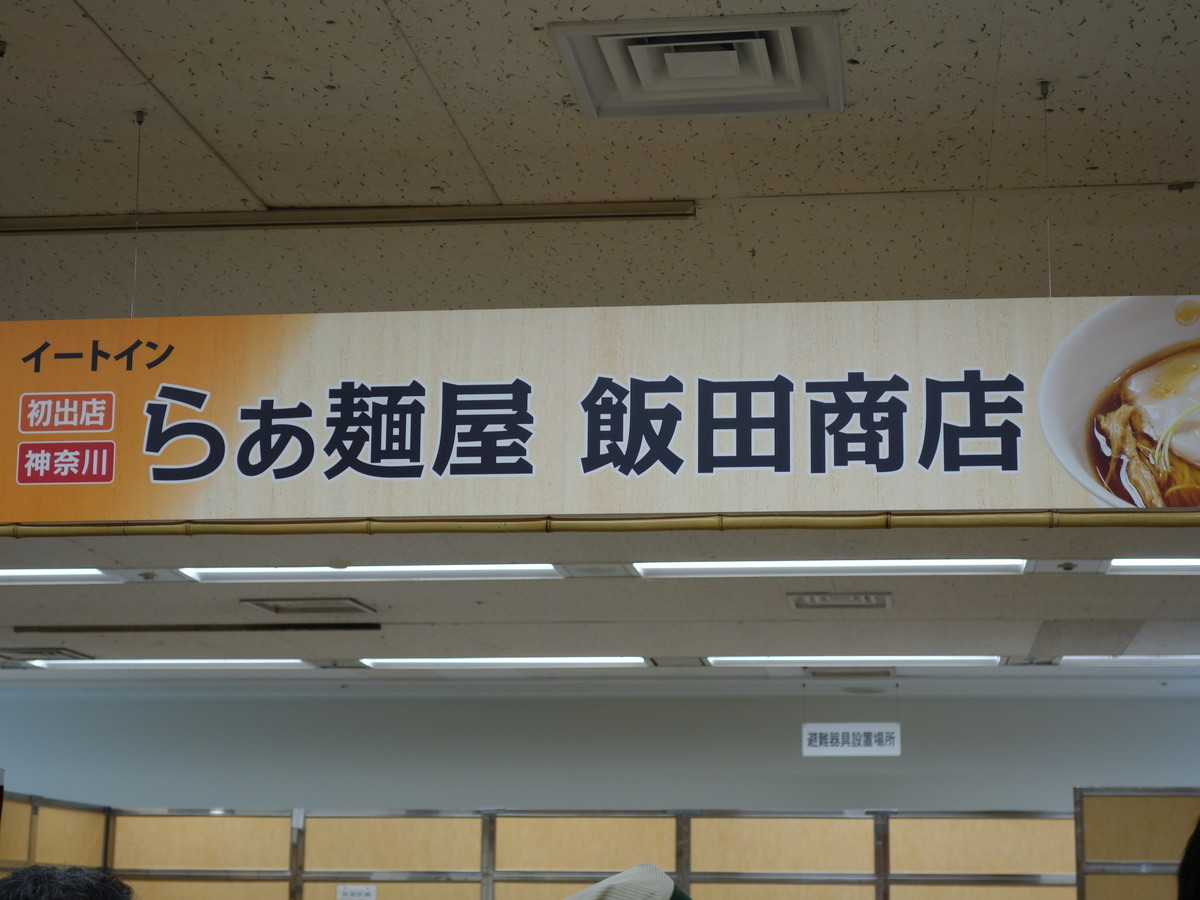 イートイン
初出店
神奈川
らぁ麺屋 飯田商店
避難器具設置場所